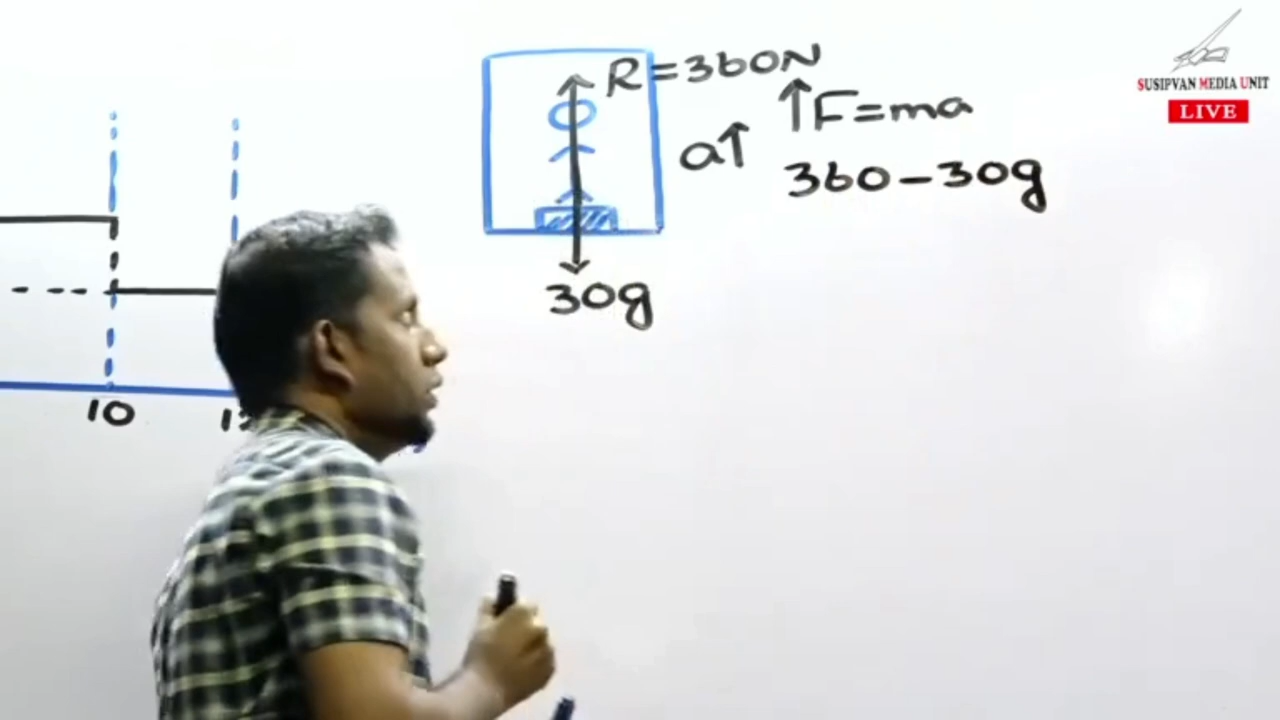 SUSIPVAN MEDIA UNIT
LIVE
R=360N
↑F=ma
a↑
360-30g
30g
10